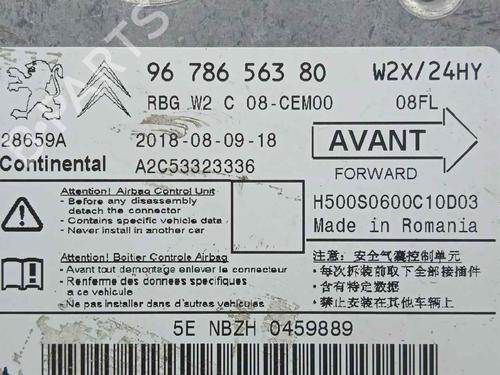 96 786 563 80
W2X/24HY
RBG W2 C 08-CEM00
08FL
28659A
2018-08-09-18
AVANT
Continental
A2C53323336
FORWARD
Attention! Airbag Control Unit
- Before any disassembly
detach the connector
- Contains specific vehicle data
- Never install in another car
H500S0600C10D03
Made in Romania
Attention! Boitier Controle Airbag
- Avant tout demontage enlever le connecteur
- Renferme des donnees specifiques
a ce vehicule
- Ne pas installer dans d'autres vehicules
注意：安全气囊控制单元
• 每次拆装前取下全部接插件
• 含有特定数据
• 禁止安装在其他车辆上
5E NBZH 0459889